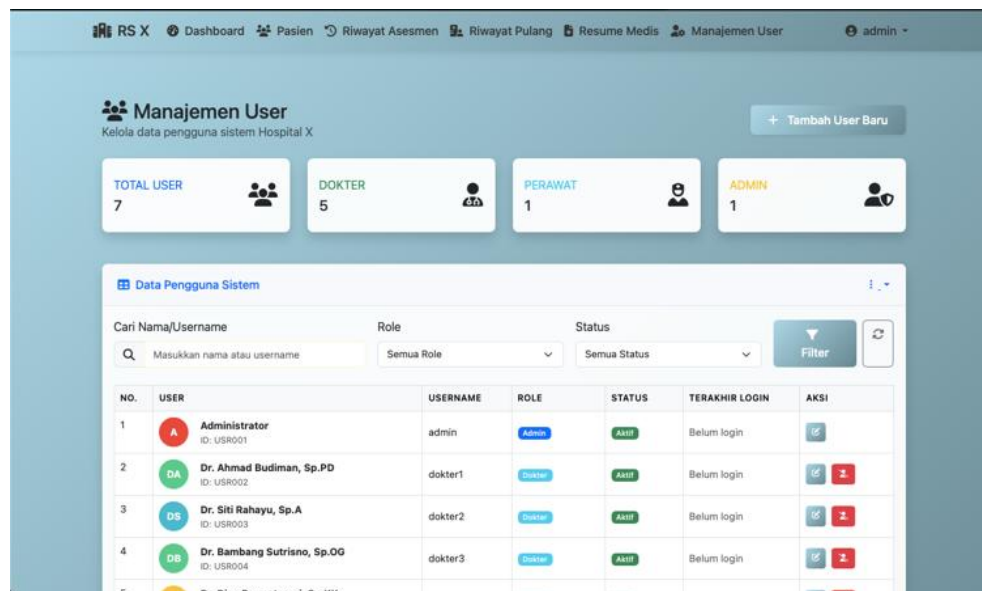 RS X Dashboard Pasien Riwayat Asesmen Riwayat Pulang Resume Medis Manajemen User admin
Manajemen User
Kelola data pengguna sistem Hospital X
+ Tambah User Baru
TOTAL USER
7
DOKTER
5
PERAWAT
1
ADMIN
1
Data Pengguna Sistem
Cari Nama/Username
Masukkan nama atau username
Role
Semua Role
Status
Semua Status
Filter
NO. USER USERNAME ROLE STATUS TERAKHIR LOGIN AKSI
1 A Administrator admin Admin Aktif Belum login
ID: USR001
2 DA Dr. Ahmad Budiman, Sp.PD dokter1 Dokter Aktif Belum login
ID: USR002
3 DS Dr. Siti Rahayu, Sp.A dokter2 Dokter Aktif Belum login
ID: USR003
4 DB Dr. Bambang Sutrisno, Sp.OG dokter3 Dokter Aktif Belum login
ID: USR004